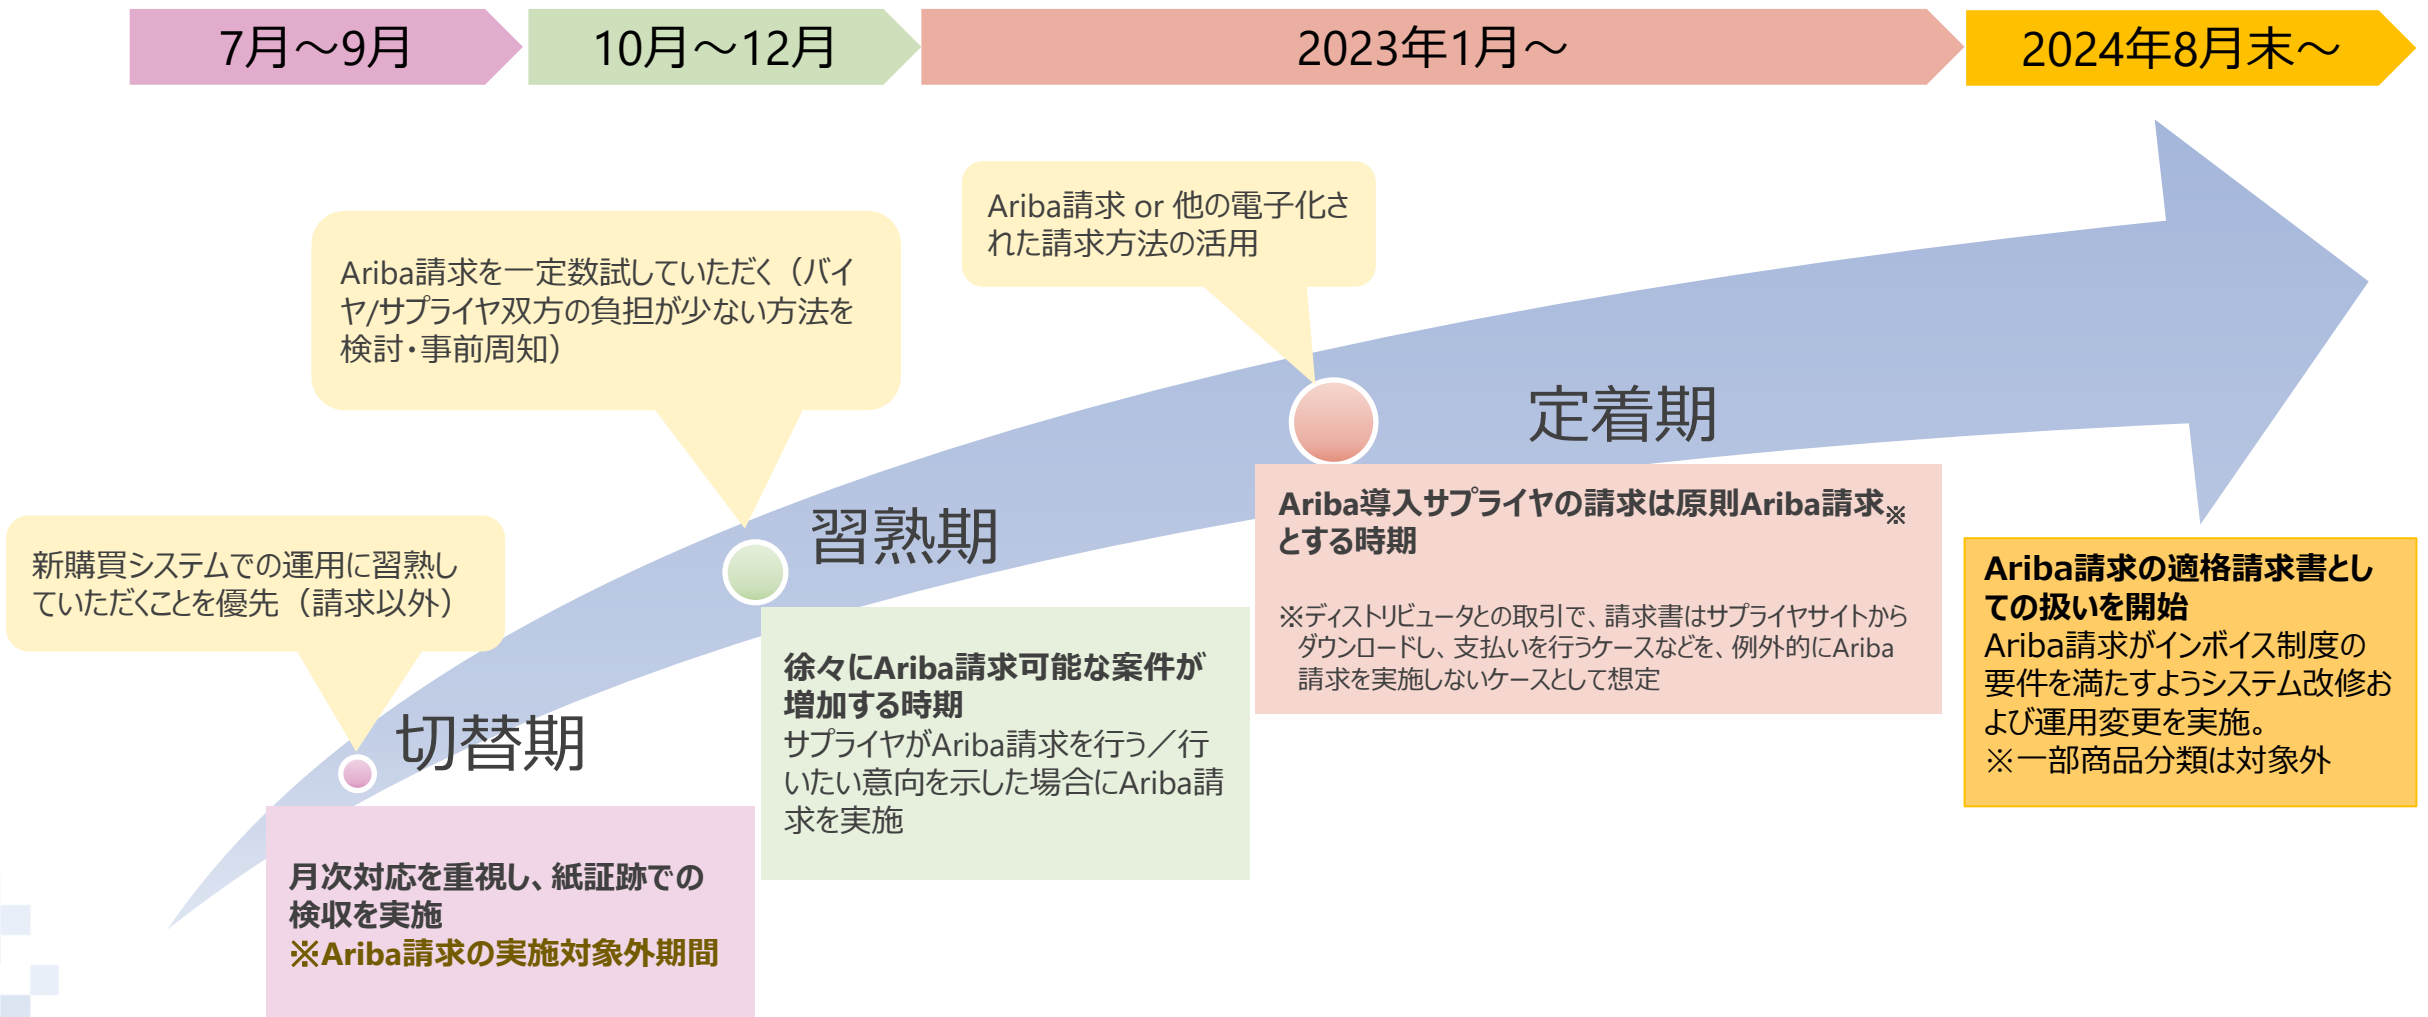 7月～9月
10月～12月
2023年1月～
2024年8月末～
Ariba請求 or 他の電子化さ
れた請求方法の活用
Ariba請求を一定数試していただく（バイ
ヤ/サプライヤ双方の負担が少ない方法を
検討・事前周知）
新購買システムでの運用に習熟し
ていただくことを優先（請求以外）
定着期
習熟期
切替期
Ariba導入サプライヤの請求は原則Ariba請求※
とする時期
※ディストリビュータとの取引で、請求書はサプライヤサイトから
ダウンロードし、支払いを行うケースなどを、例外的にAriba
請求を実施しないケースとして想定
Ariba請求の適格請求書とし
ての扱いを開始
Ariba請求がインボイス制度の
要件を満たすようシステム改修お
よび運用変更を実施。
※一部商品分類は対象外
徐々にAriba請求可能な案件が
増加する時期
サプライヤがAriba請求を行う／行
いたい意向を示した場合にAriba請
求を実施
月次対応を重視し、紙証跡での
検収を実施
※Ariba請求の実施対象外期間